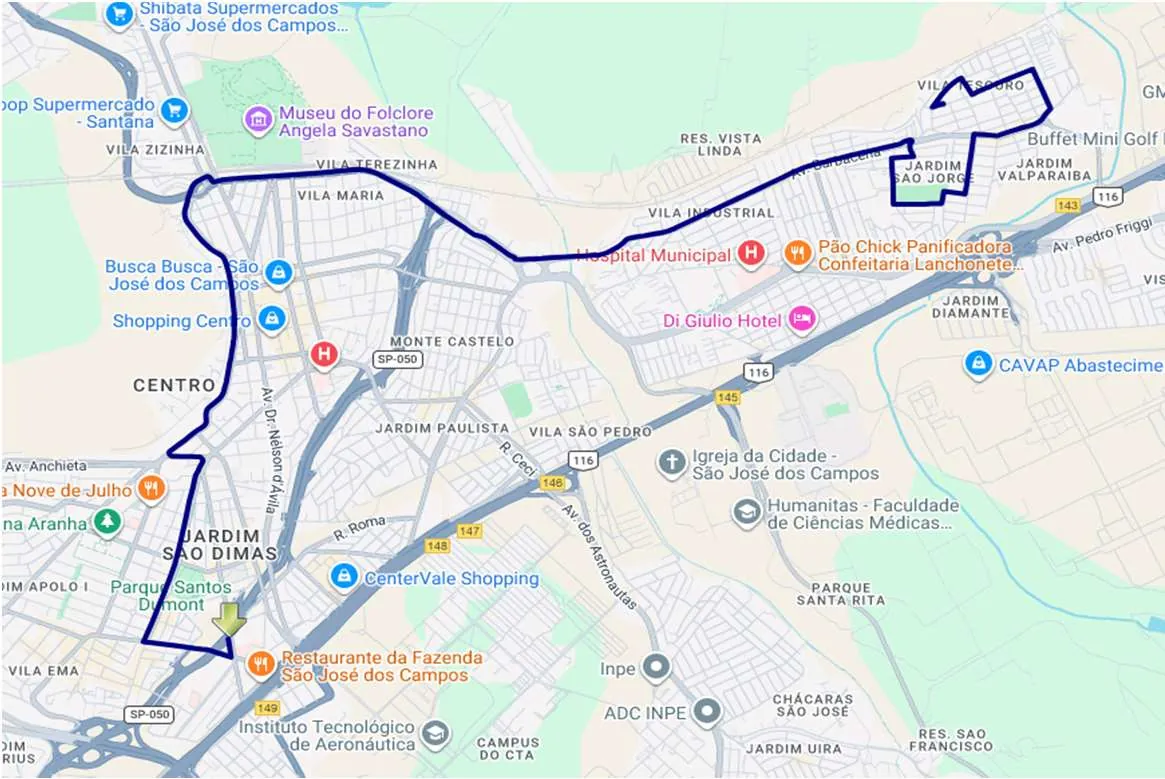 Shibata Supermercados
- São José dos Campos...
oop Supermercado
- Santana
VILA ZIZINHA
Museu do Folclore
Angela Savastano
VILA TEREZINHA
VILA MARIA
RES. VISTA
LINDA
VILA TESOURO
GM
Buffet Mini Golf
Av. Barbacena
JARDIM
SÃO JORGE
JARDIM
VALPARAIBA
116
143
Av. Pedro Friggi
VILA INDUSTRIAL
Hospital Municipal
H
Pão Chick Panificadora
Confeitaria Lanchonete...
VIS
Busca Busca - São
José dos Campos
Shopping Centro
Di Giulio Hotel
JARDIM
DIAMANTE
MONTE CASTELO
H
SP-050
116
CAVAP Abastecime
CENTRO
145
Av. Dr. Nélson d'Ávila
JARDIM PAULISTA
VILA SÃO PEDRO
R. Ceci
116
Igreja da Cidade -
São José dos Campos
Av. Anchieta
146
a Nove de Julho
Humanitas - Faculdade
de Ciências Médicas...
na Aranha
R. Roma
147
148
Av. dos Astronautas
JARDIM
SÃO DIMAS
CenterVale Shopping
DIM APOLO I
Parque Santos
Dumont
PARQUE
SANTA RITA
VILA EMA
Restaurante da Fazenda
São José dos Campos
Inpe
SP-050
149
ADC INPE
CHÁCARAS
SÃO JOSÉ
Instituto Tecnológico
de Aeronáutica
CAMPUS
DO CTA
JARDIM UIRA
RES. SAO
FRANCISCO
DIM
RIUS